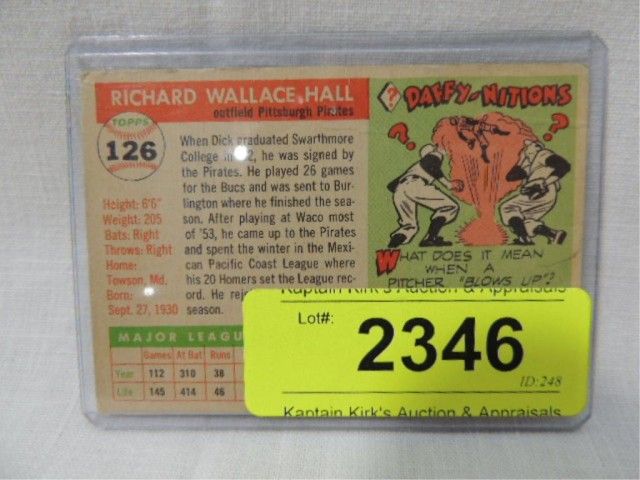 RICHARD WALLACE HALL
outfield Pittsburgh Pirates
TOPPS
126
Height: 6'6"
Weight: 205
Bats: Right
Throws: Right
Home:
Towson, Md.
Born:
Sept. 27, 1930
When Dick graduated Swarthmore
College in '52, he was signed by
the Pirates. He played 26 games
for the Bucs and was sent to Bur-
lington where he finished the sea-
son. After playing at Waco most
of '53, he came up to the Pirates
and spent the winter in the Mexi-
can Pacific Coast League where
his 20 Homers set the League rec-
ord. He rejo
season.
? DAFFY-NITIONS
? ?
WHAT DOES IT MEAN
WHEN A
PITCHER "BLOWS UP"?
MAJOR LEAGU
Games At Bat Runs
Year 112 310 38
Life 145 414 46
Kaptain Kirk's Auction & Appraisals
Lot#:
2346
ID:248
Kaptain Kirk's Auction & Appraisals